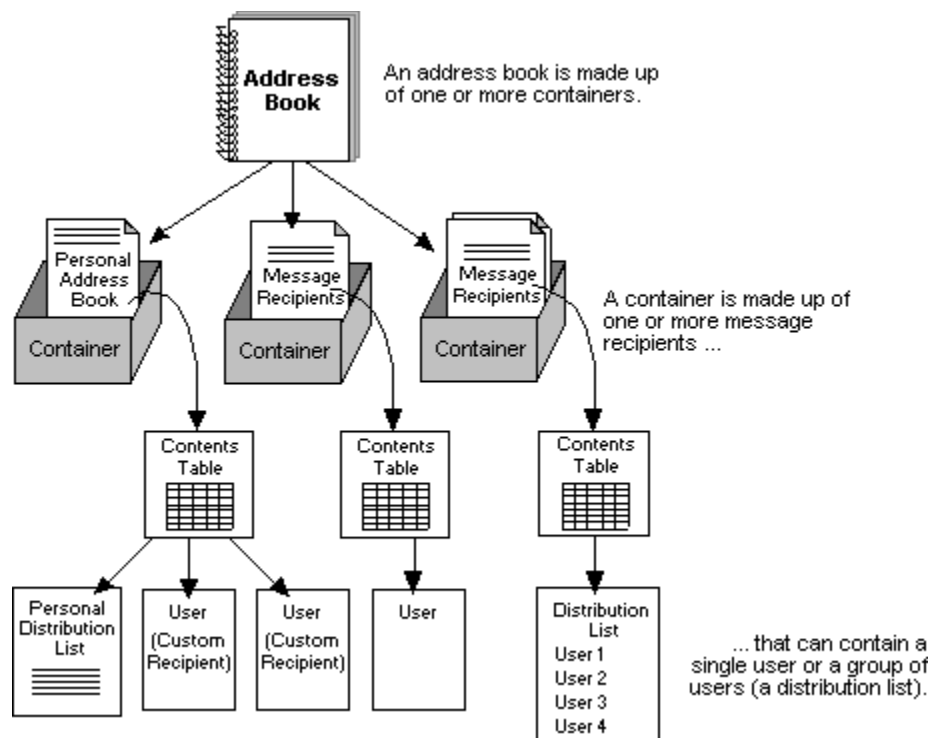 Address
Book
An address book is made up
of one or more containers.
Personal
Address
Book
Container
Message
Recipients
Container
Message
Recipients
Container
A container is made up of
one or more message
recipients ...
Contents
Table
Contents
Table
Contents
Table
Personal
Distribution
List
User
(Custom
Recipient)
User
(Custom
Recipient)
User
Distribution
List
User 1
User 2
User 3
User 4
... that can contain a
single user or a group of
users (a distribution list).